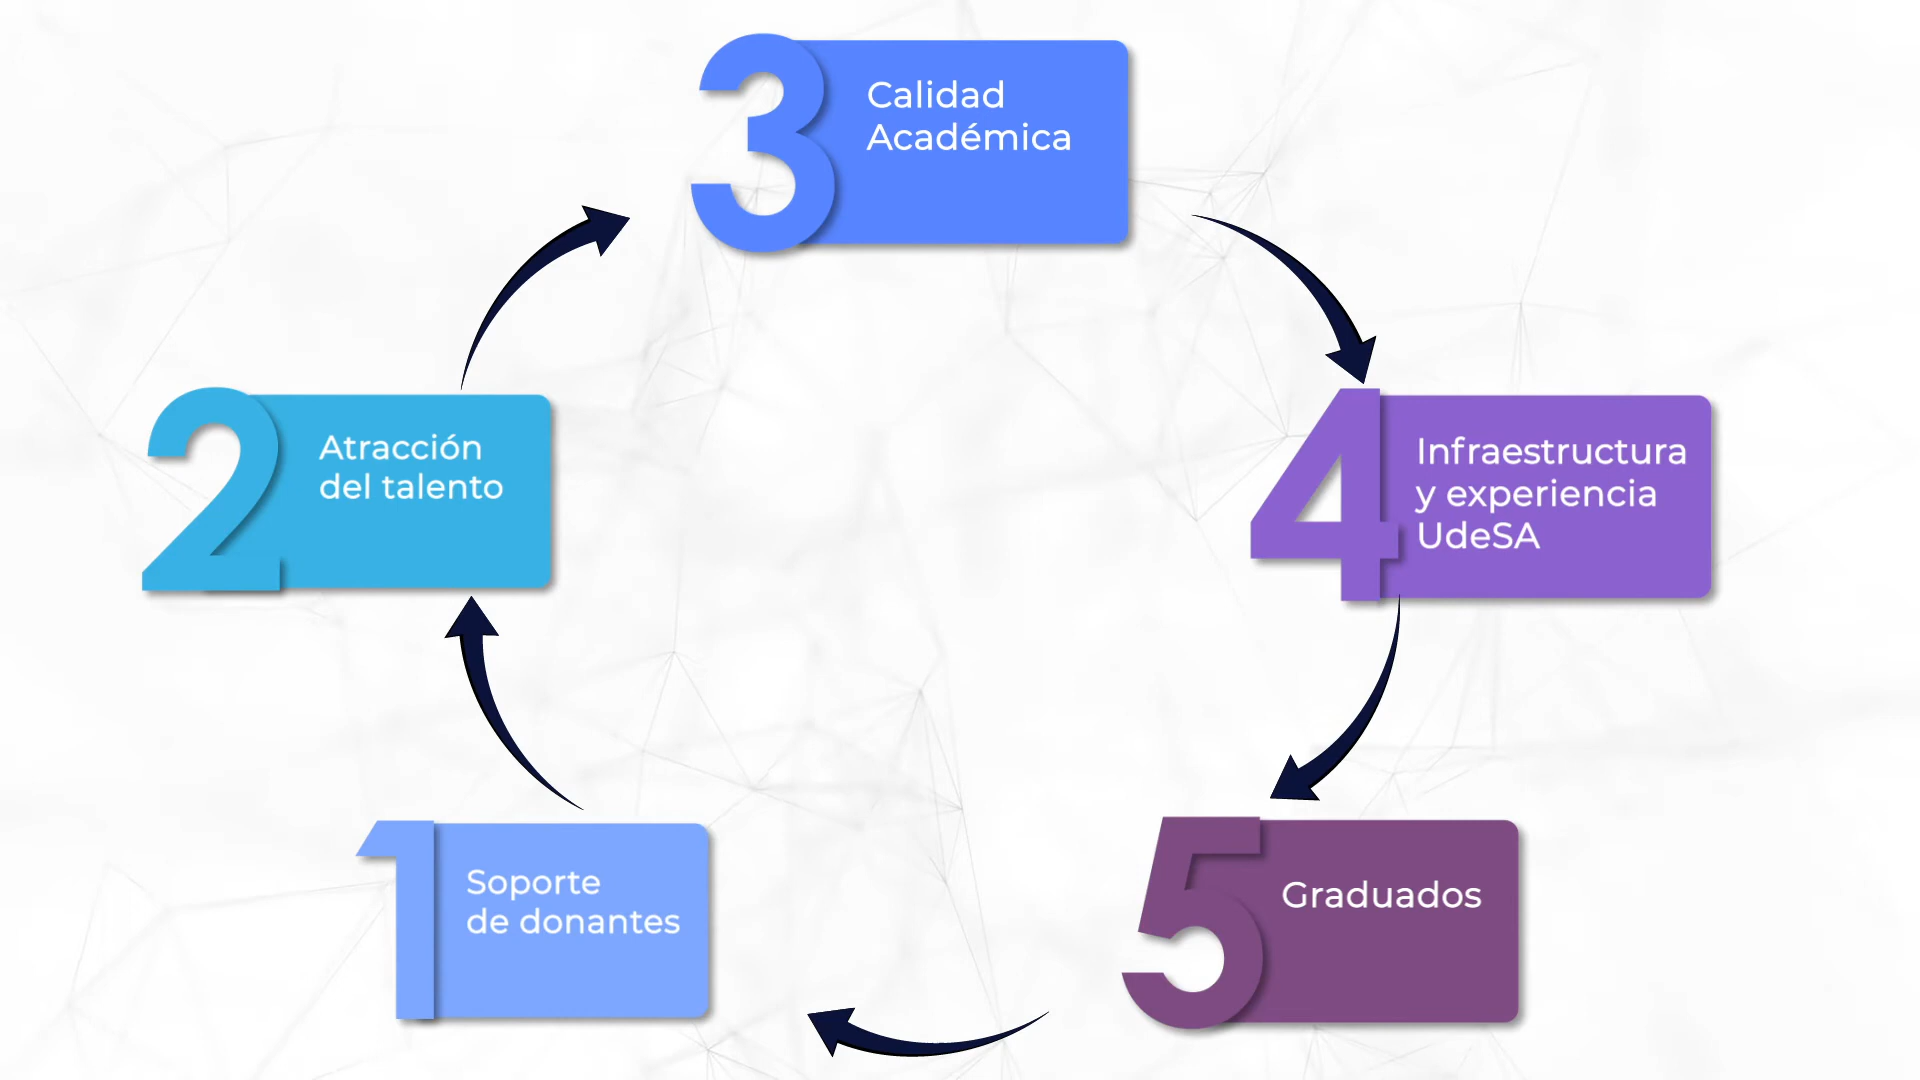 3
Calidad
Académica
2
Atracción
del talento
4
Infraestructura
y experiencia
UdeSA
1
Soporte
de donantes
5
Graduados